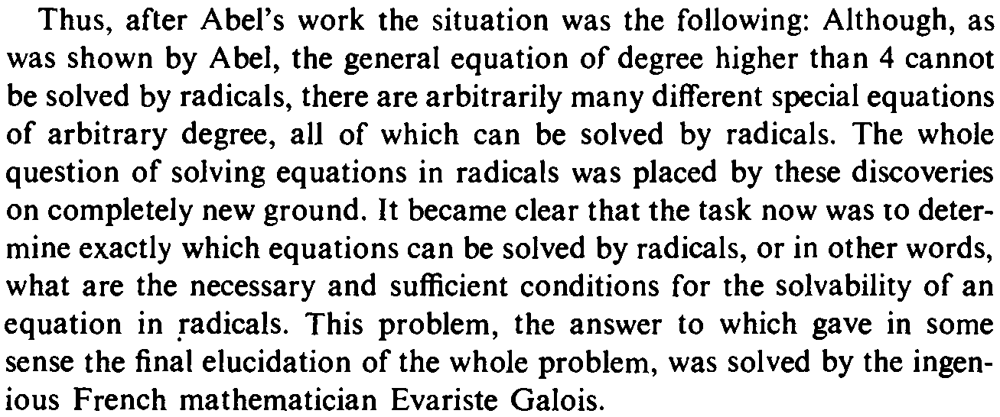 Thus, after Abel's work the situation was the following: Although, as
was shown by Abel, the general equation of degree higher than 4 cannot
be solved by radicals, there are arbitrarily many different special equations
of arbitrary degree, all of which can be solved by radicals. The whole
question of solving equations in radicals was placed by these discoveries
on completely new ground. It became clear that the task now was to deter-
mine exactly which equations can be solved by radicals, or in other words,
what are the necessary and sufficient conditions for the solvability of an
equation in radicals. This problem, the answer to which gave in some
sense the final elucidation of the whole problem, was solved by the ingen-
ious French mathematician Evariste Galois.